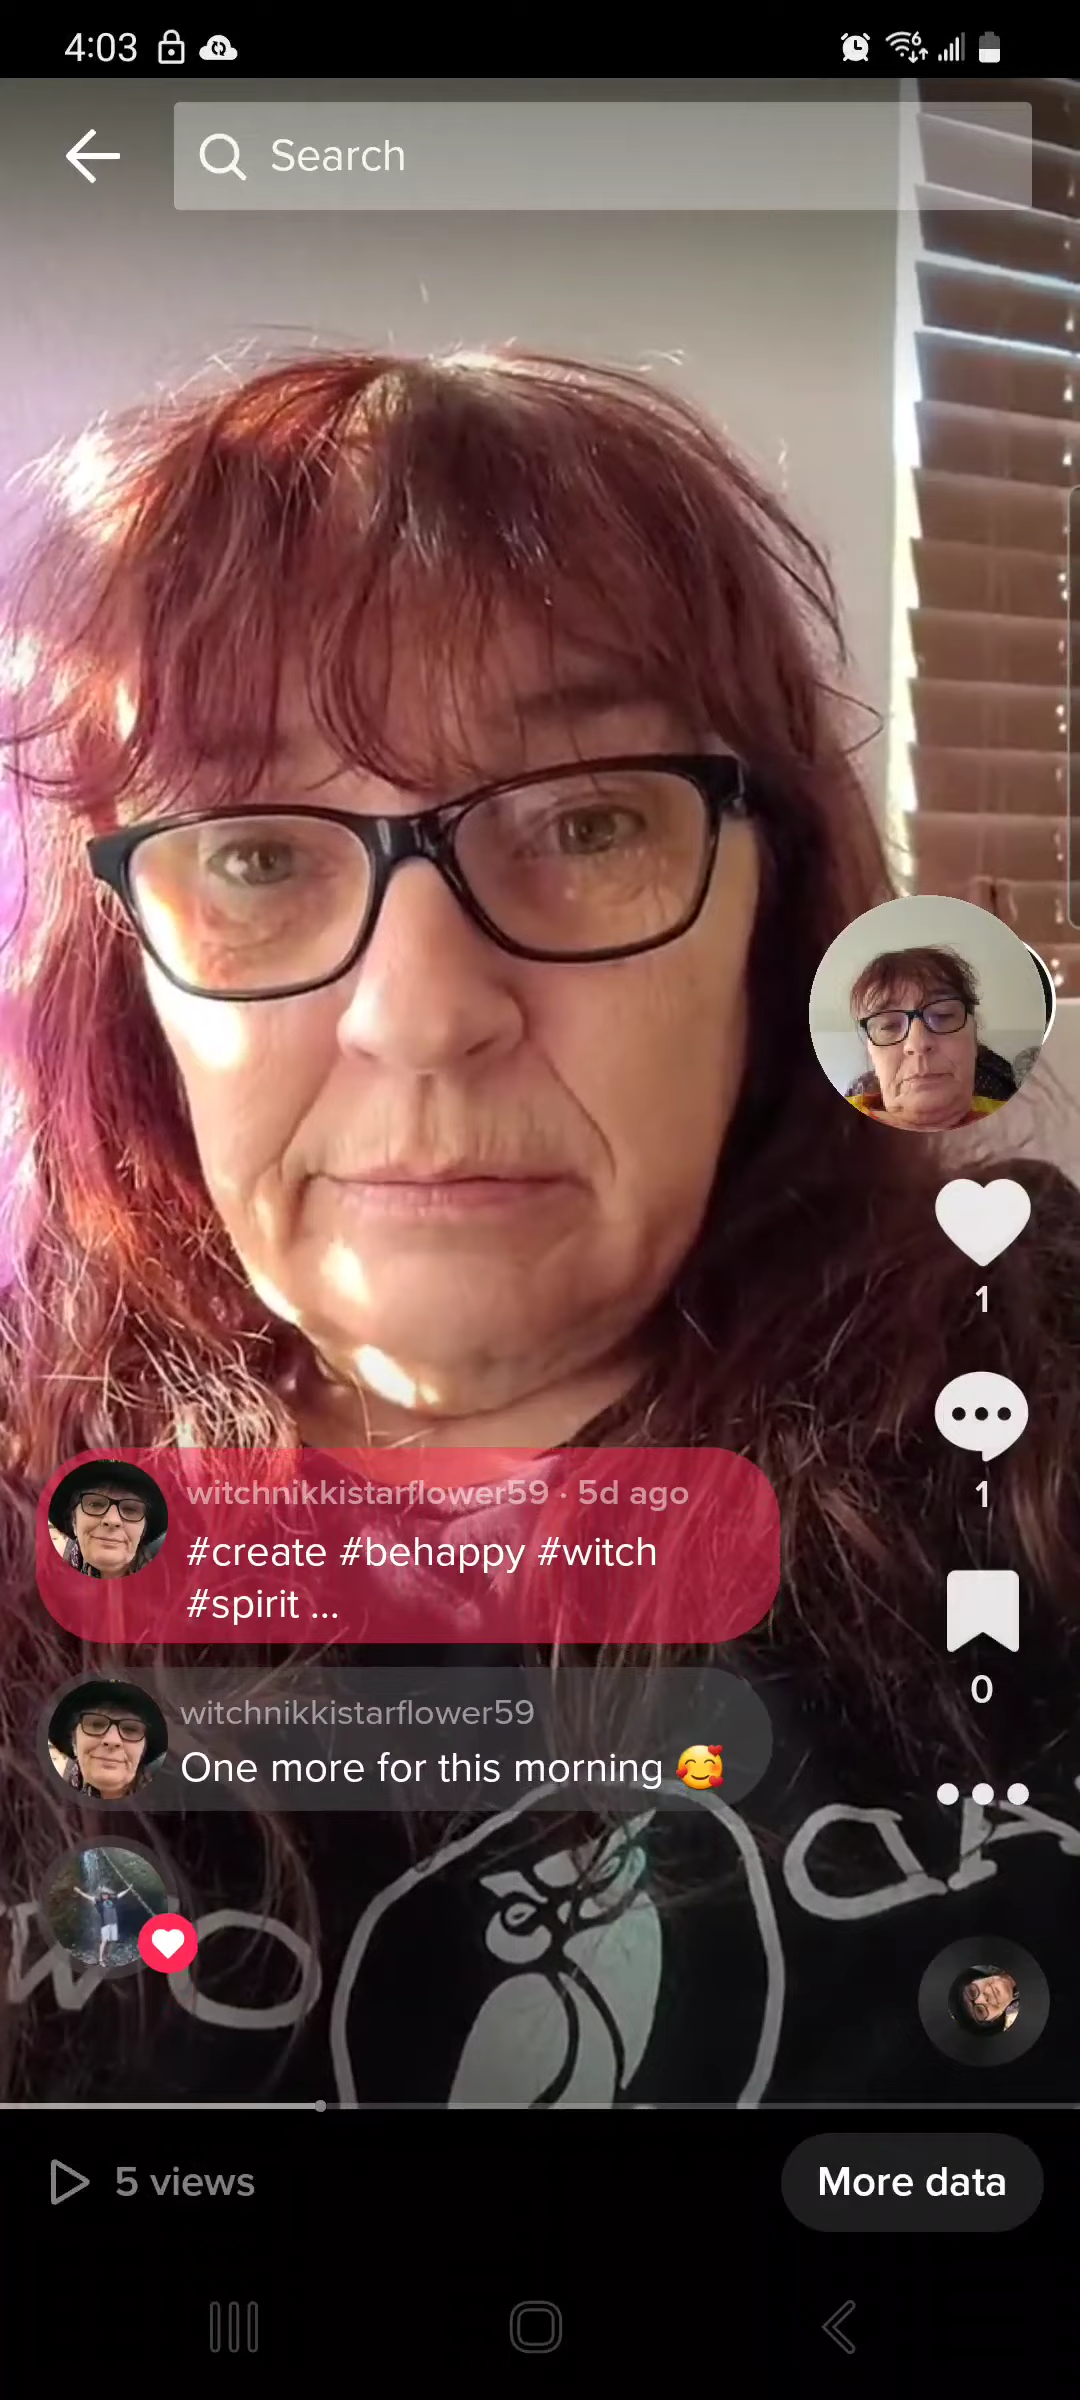 4:03
6
Search
1
witchnikkistarflower59 · 5d ago
#create #behappy #witch
#spirit ...
1
witchnikkistarflower59
One more for this morning 🥰
0
5 views
More data